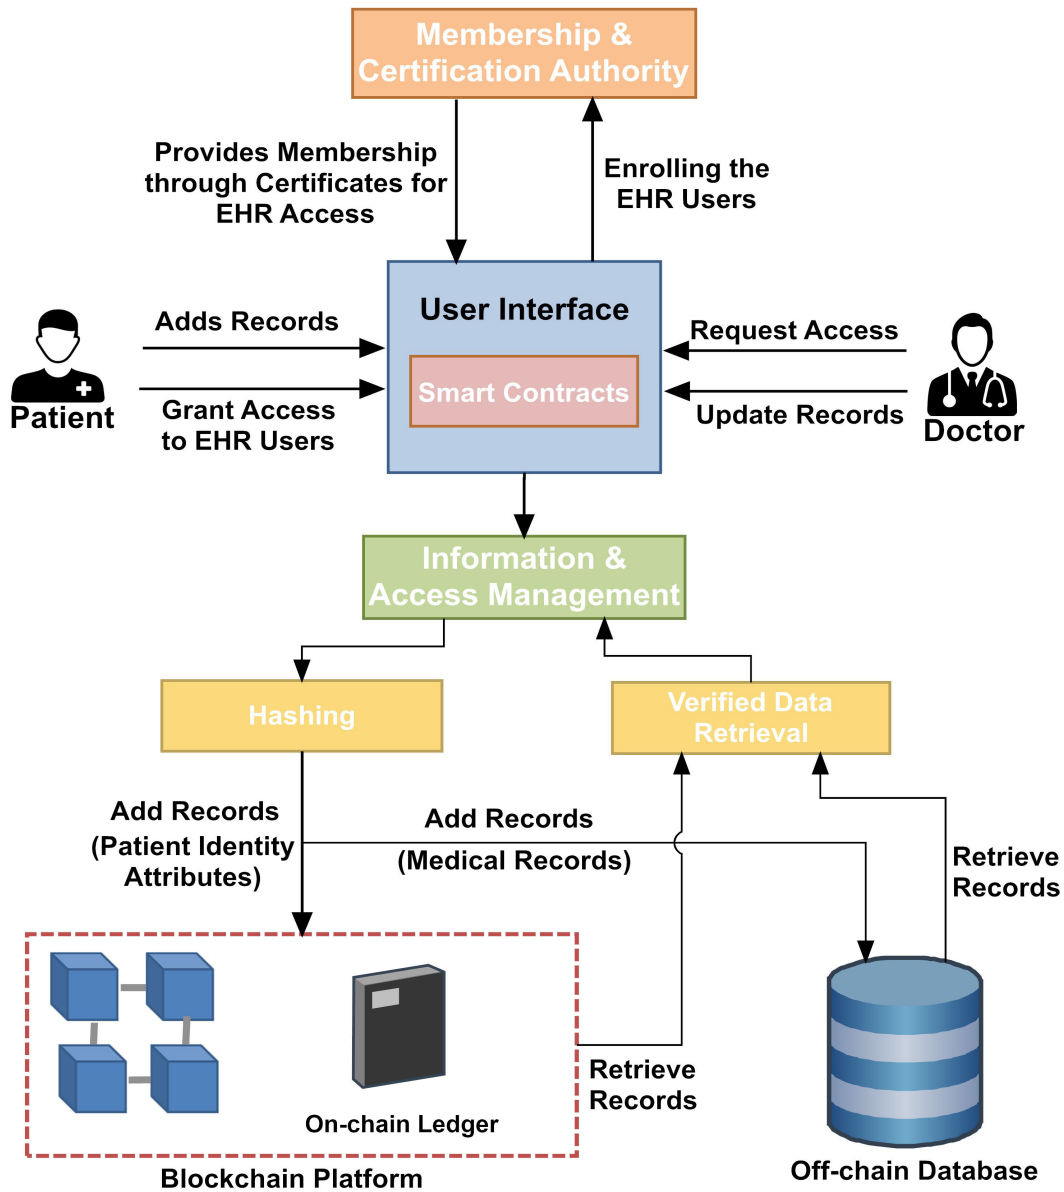 Membership &
Certification Authority
Provides Membership
through Certificates for
EHR Access
Enrolling the
EHR Users
User Interface
Smart Contracts
Adds Records
Grant Access
to EHR Users
Patient
Request Access
Update Records
Doctor
Information &
Access Management
Hashing
Verified Data
Retrieval
Add Records
(Patient Identity
Attributes)
Add Records
(Medical Records)
Retrieve
Records
Retrieve
Records
On-chain Ledger
Blockchain Platform
Off-chain Database